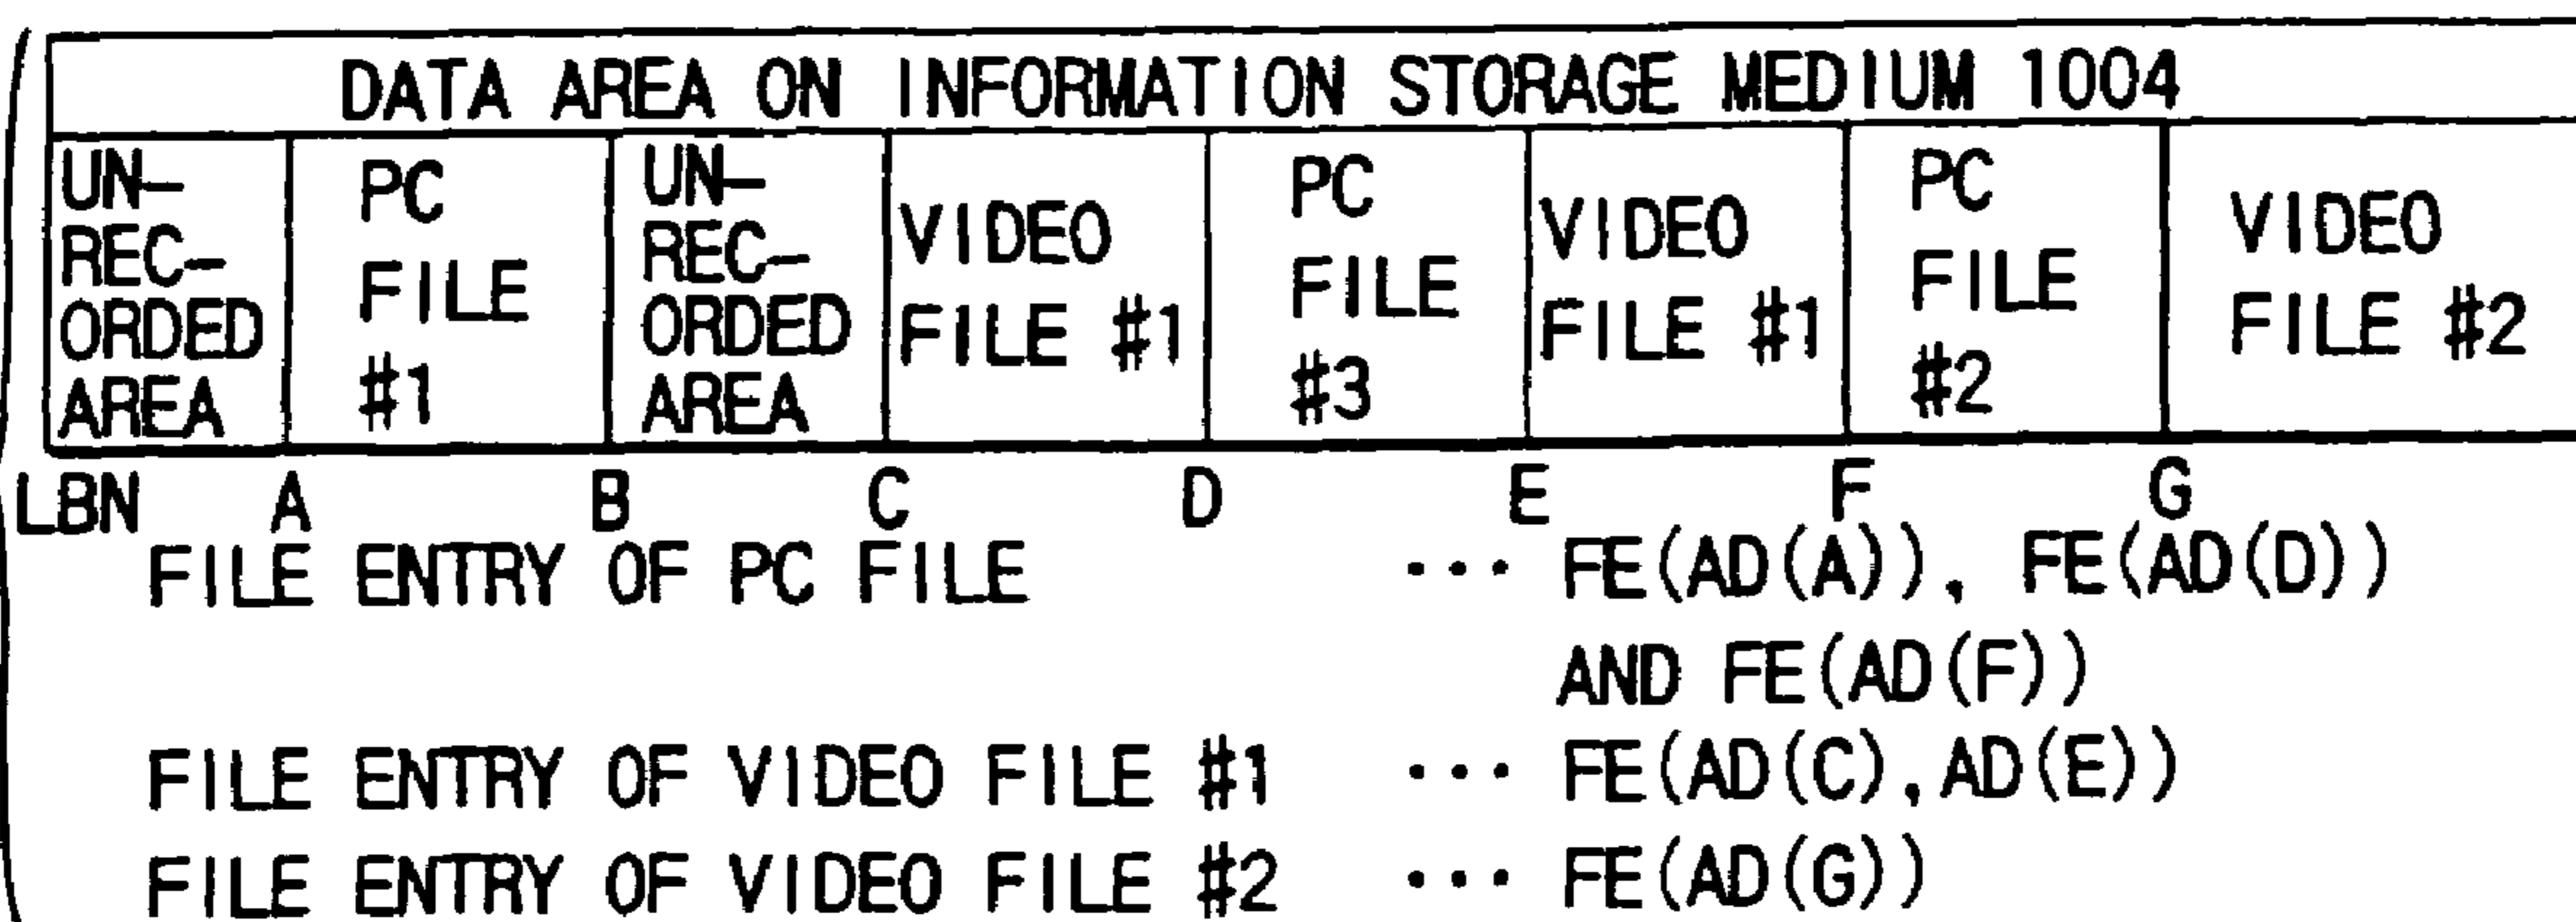 DATA AREA ON INFORMATION STORAGE MEDIUM 1004
UN-
REC-
ORDED
AREA
PC
FILE
#1
UN-
REC-
ORDED
AREA
VIDEO
FILE #1
PC
FILE
#3
VIDEO
FILE #1
PC
FILE
#2
VIDEO
FILE #2
LBN A B C D E F G
FILE ENTRY OF PC FILE ··· FE(AD(A)), FE(AD(D))
AND FE(AD(F))
FILE ENTRY OF VIDEO FILE #1 ··· FE(AD(C),AD(E))
FILE ENTRY OF VIDEO FILE #2 ··· FE(AD(G))